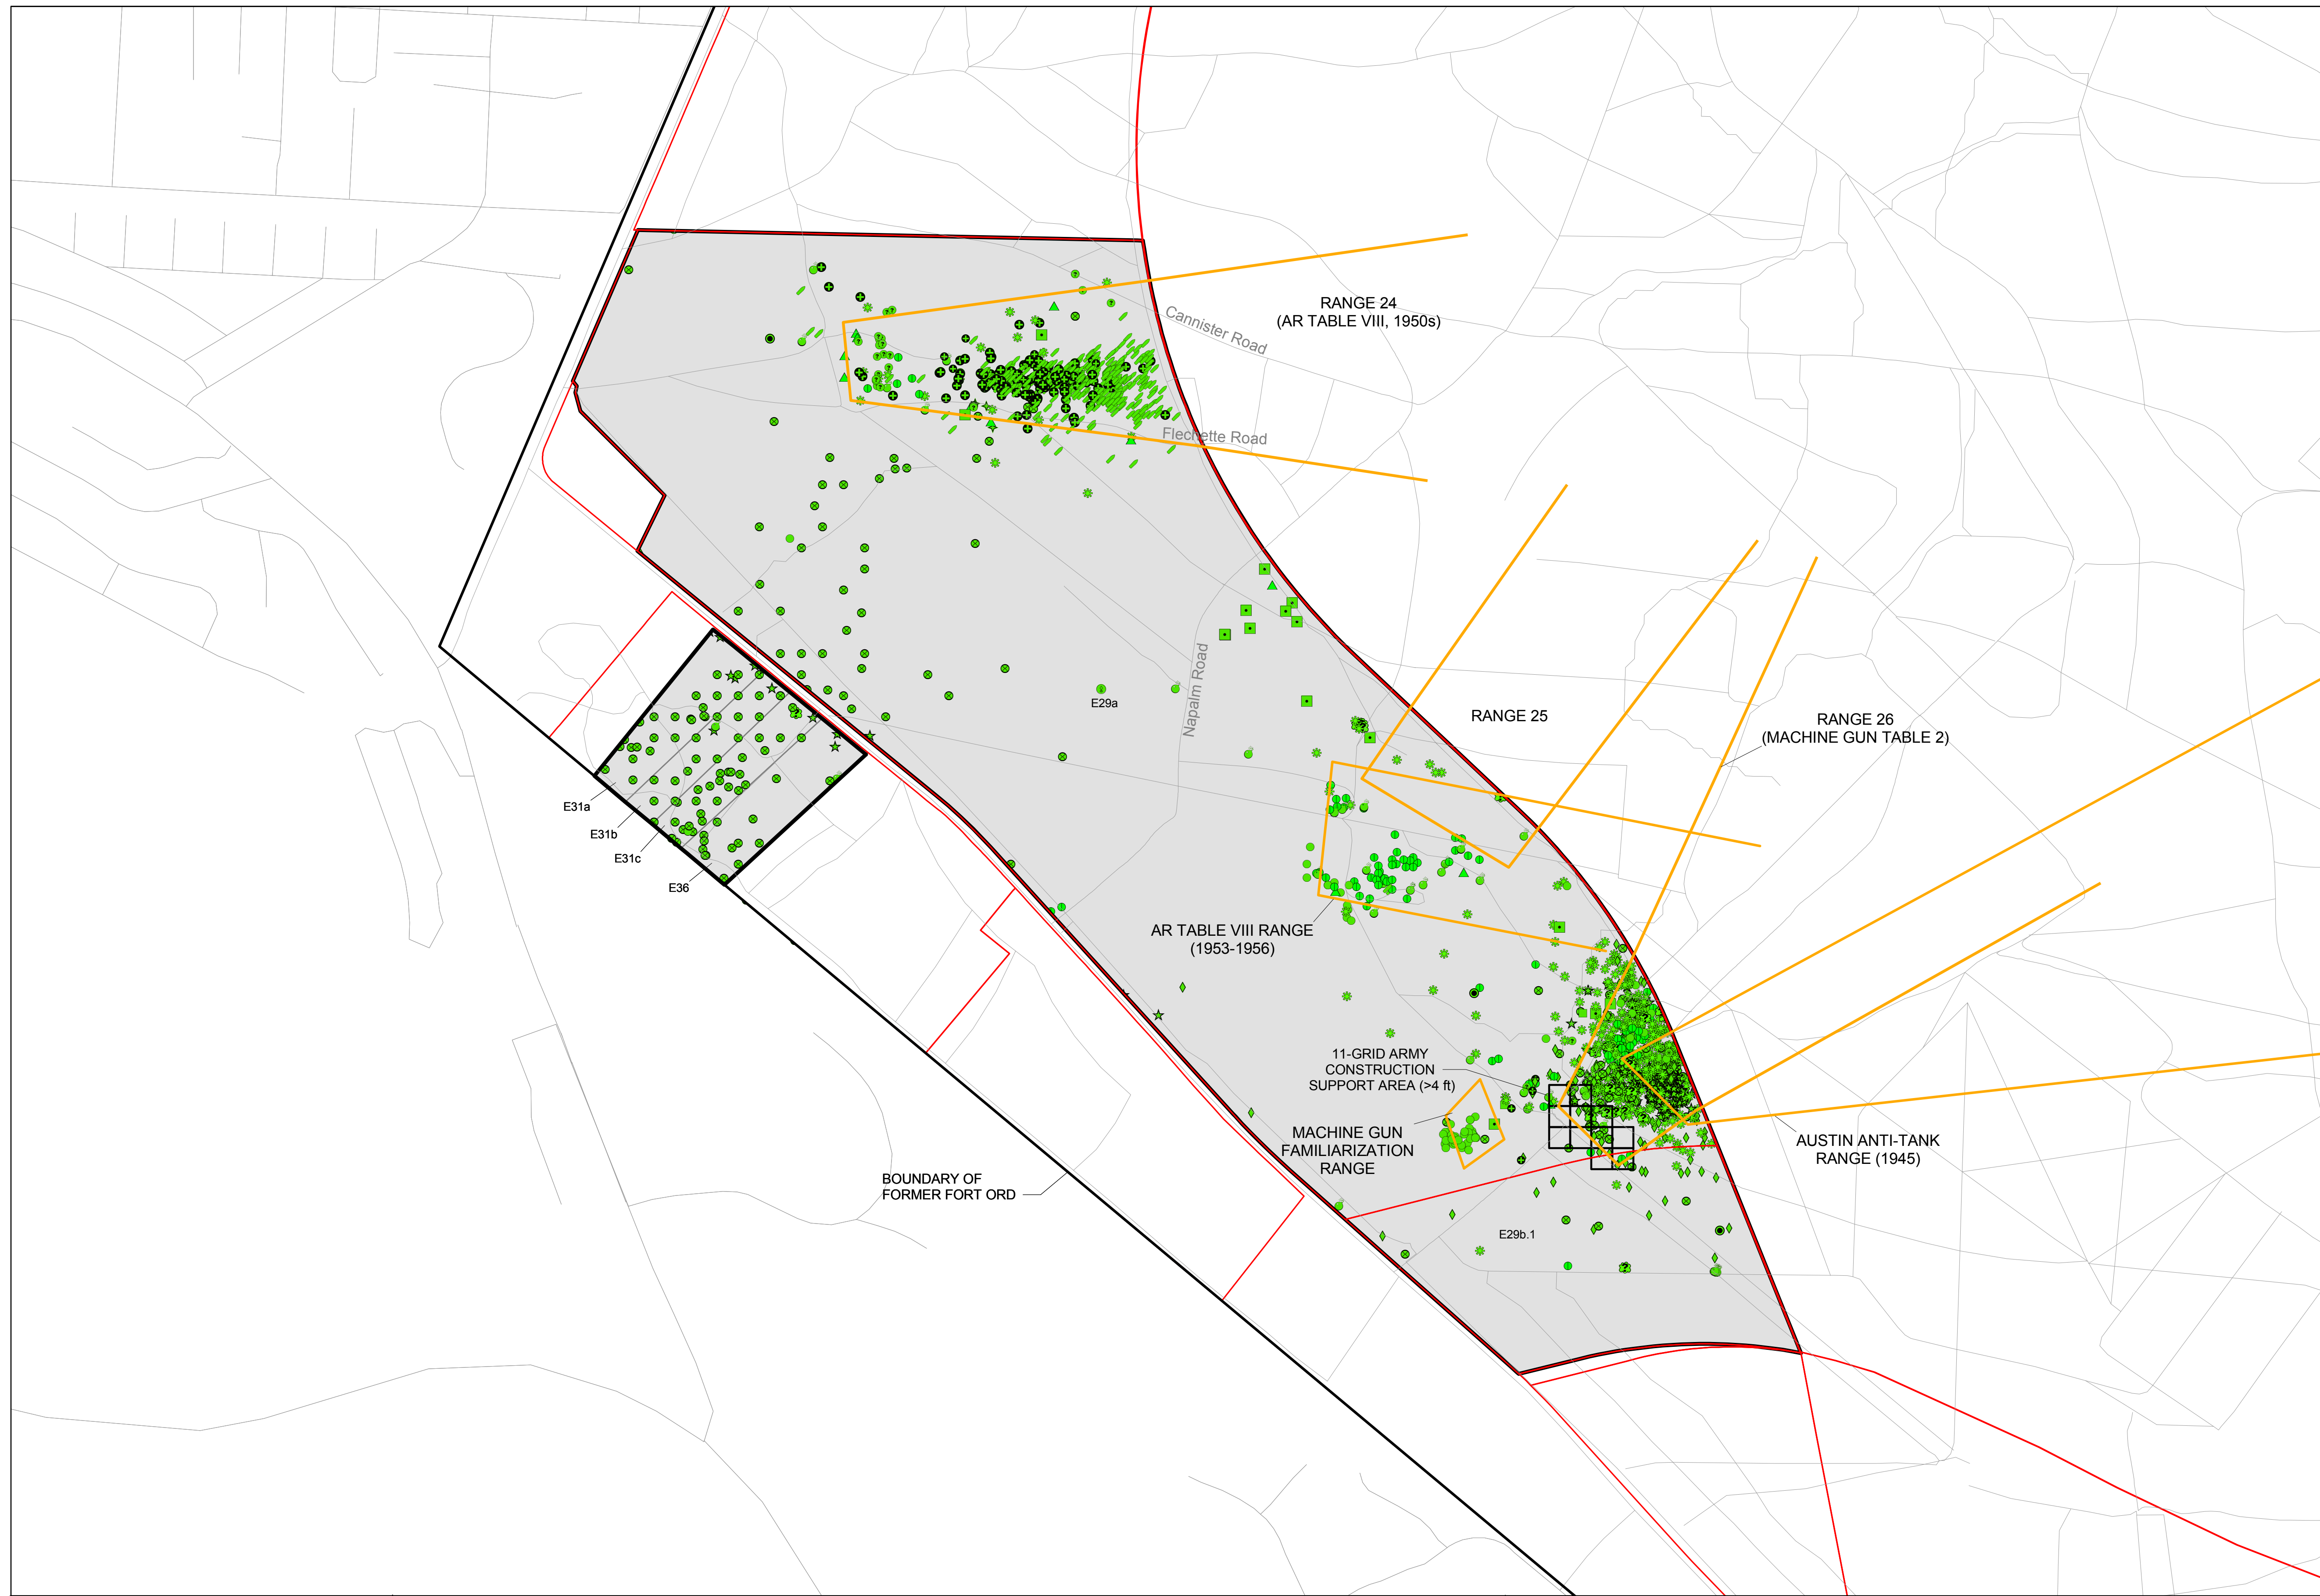 RANGE 24
(AR TABLE VIII, 1950s)
Cannister Road
Flechette Road
Napalm Road
E29a
RANGE 25
RANGE 26
(MACHINE GUN TABLE 2)
E31a
E31b
E31c
E36
AR TABLE VIII RANGE
(1953-1956)
11-GRID ARMY
CONSTRUCTION
SUPPORT AREA (>4 ft)
MACHINE GUN
FAMILIARIZATION
RANGE
AUSTIN ANTI-TANK
RANGE (1945)
BOUNDARY OF
FORMER FORT ORD
E29b.1